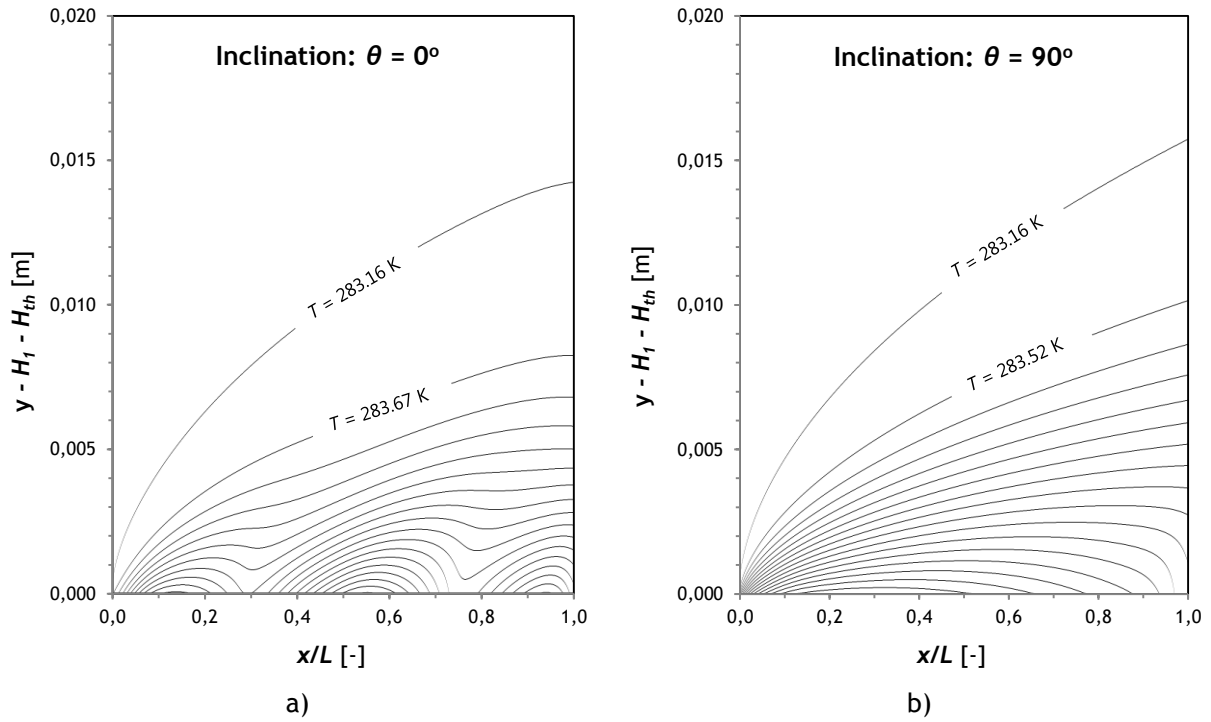 0,020
Inclination: θ = 0º
0,015
T = 283.16 K
0,010
T = 283.67 K
0,005
0,000
0,0 0,2 0,4 0,6 0,8 1,0
y - H1 - Hth [m]
x/L [-]
a)
0,020
Inclination: θ = 90º
0,015
T = 283.16 K
0,010
T = 283.52 K
0,005
0,000
0,0 0,2 0,4 0,6 0,8 1,0
y - H1 - Hth [m]
x/L [-]
b)